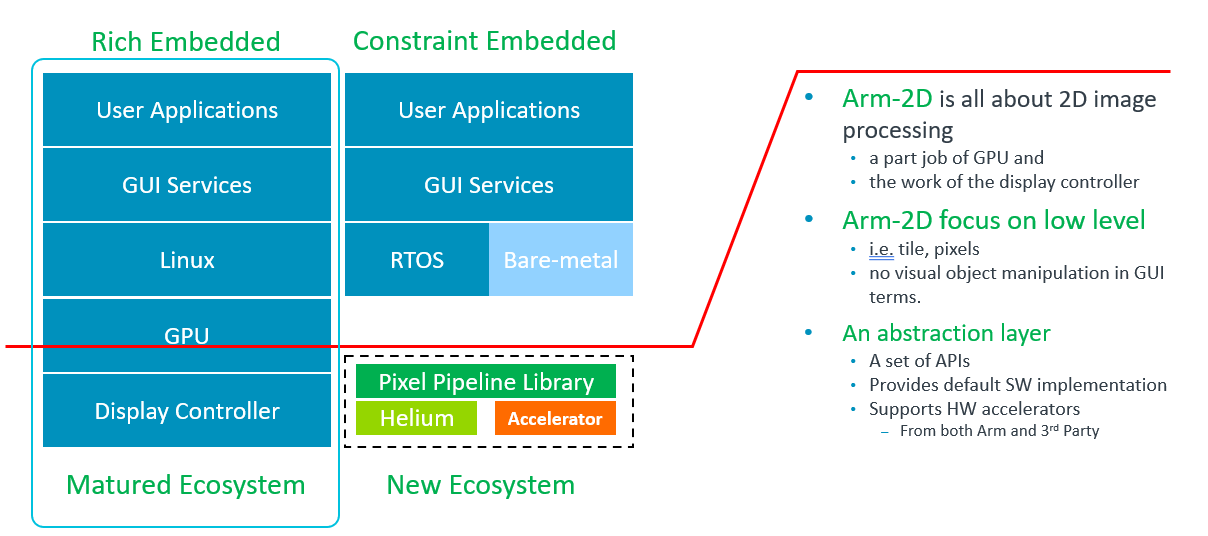 Rich Embedded
User Applications
GUI Services
Linux
GPU
Display Controller
Matured Ecosystem
Constraint Embedded
User Applications
GUI Services
RTOS
Bare-metal
Pixel Pipeline Library
Helium
Accelerator
New Ecosystem
• Arm-2D is all about 2D image
processing
• a part job of GPU and
• the work of the display controller
• Arm-2D focus on low level
• i.e. tile, pixels
• no visual object manipulation in GUI
terms.
• An abstraction layer
• A set of APIs
• Provides default SW implementation
• Supports HW accelerators
– From both Arm and 3rd Party